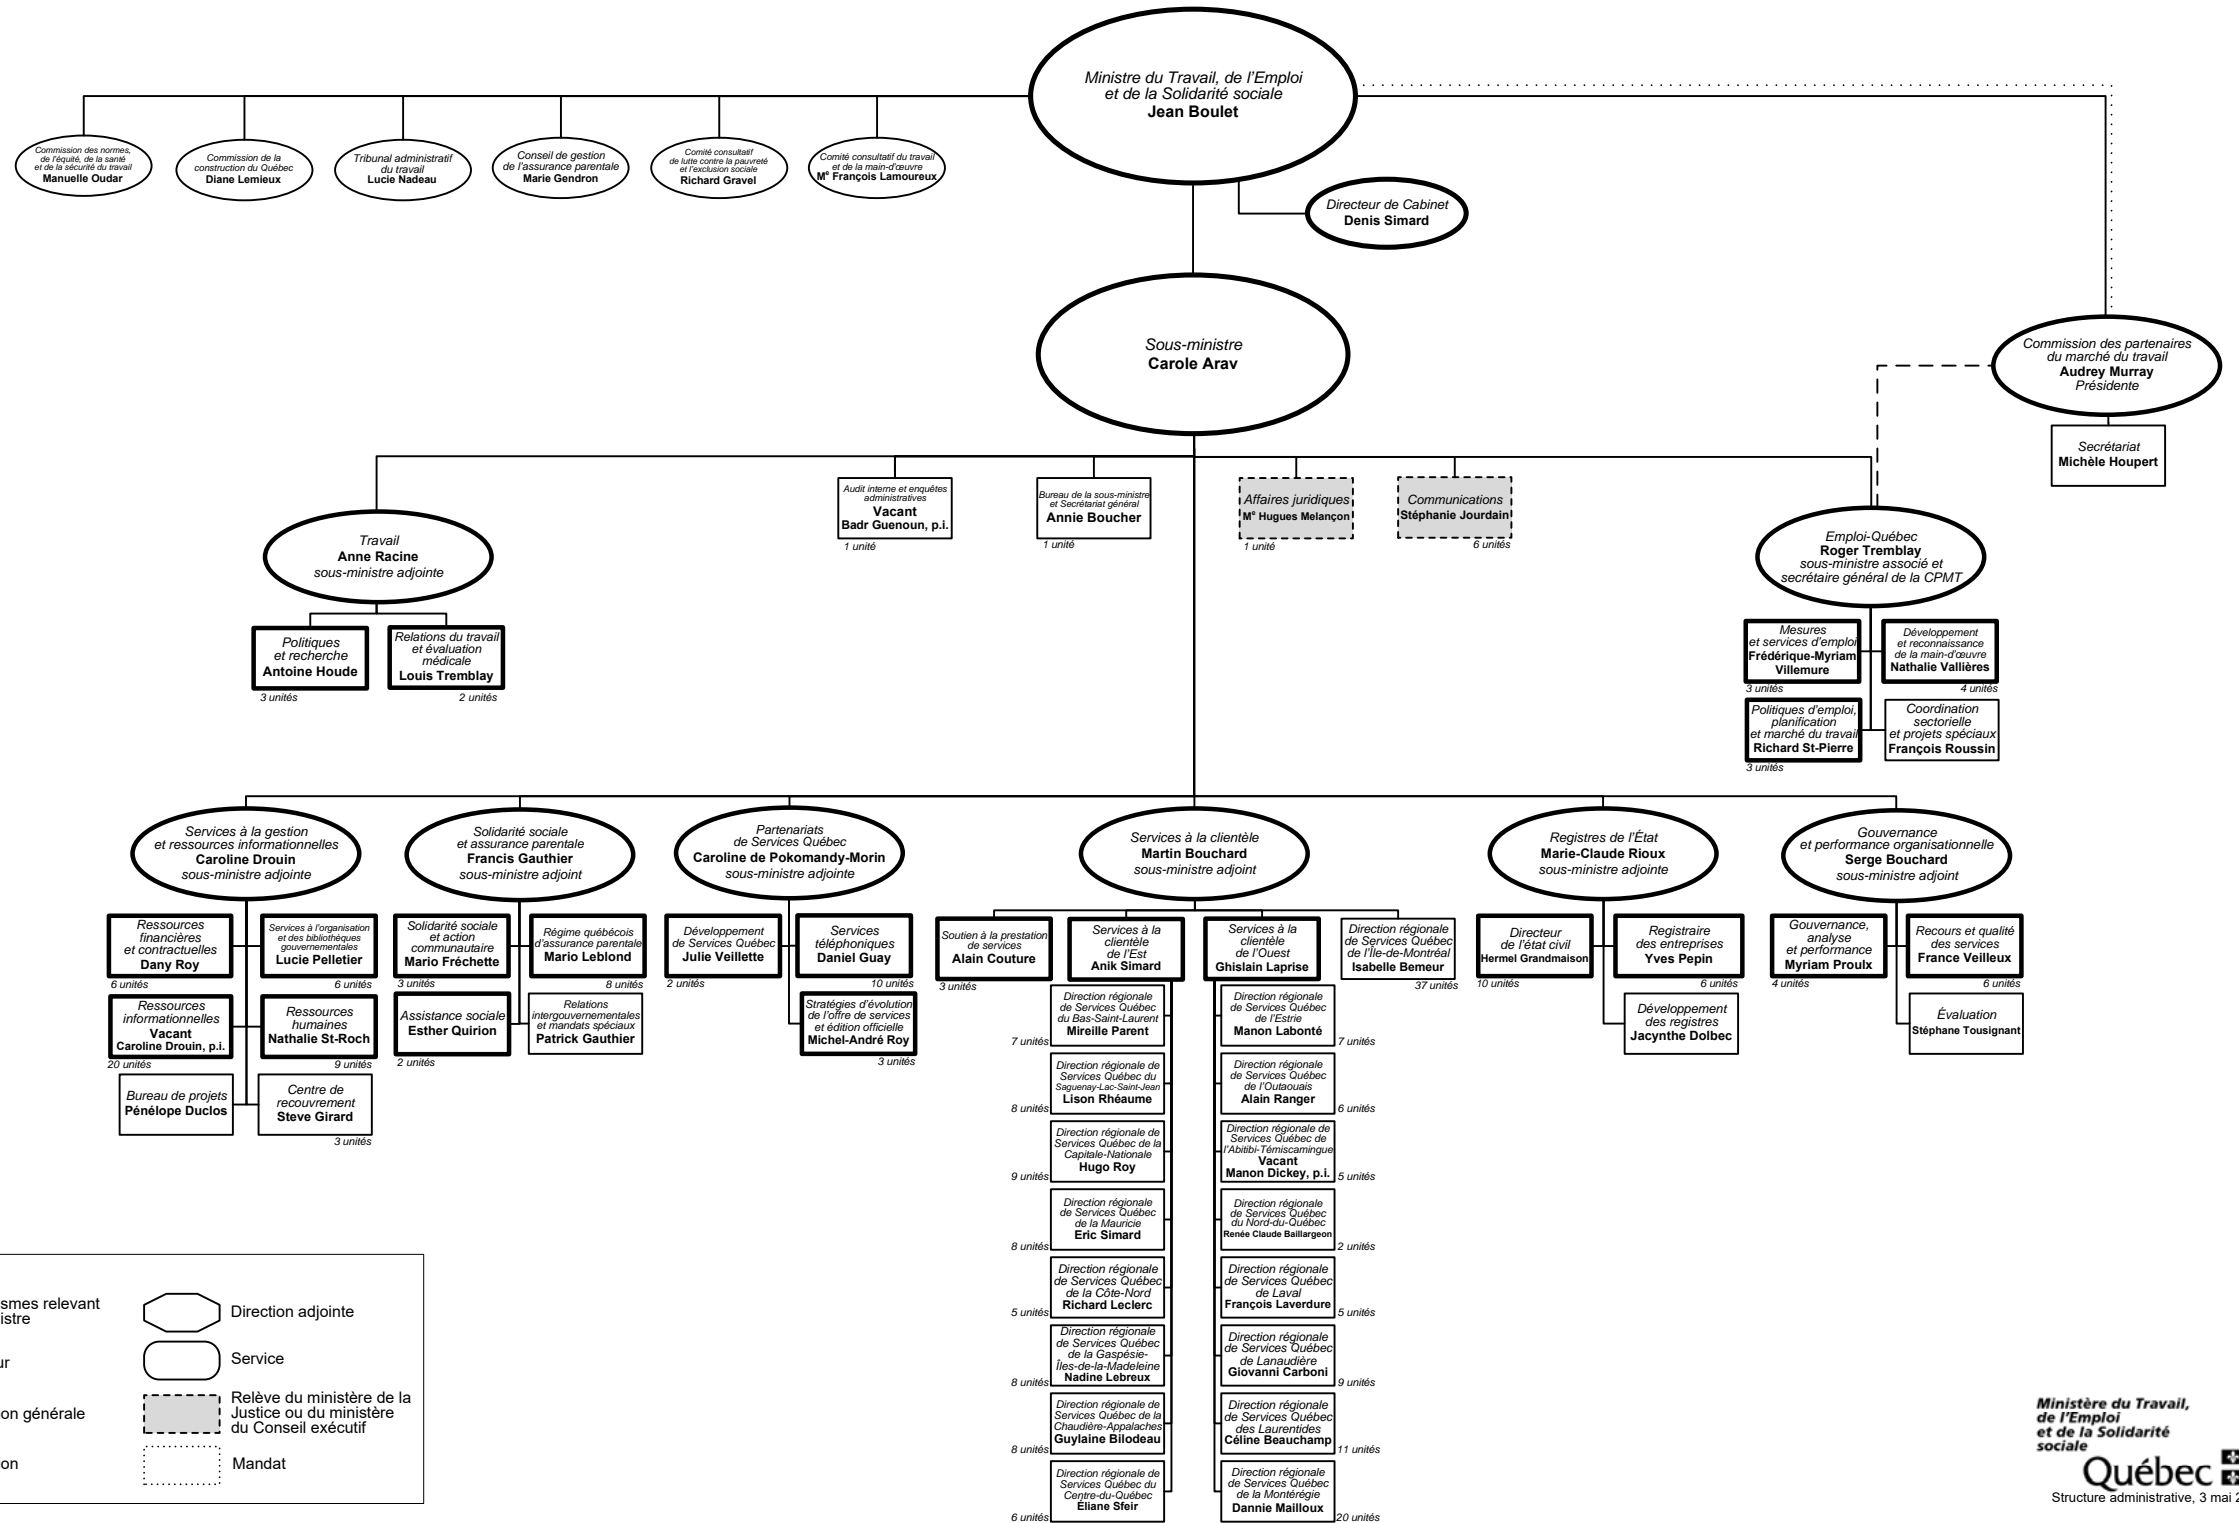 Ministre du Travail, de l'Emploi
et de la Solidarité sociale
Jean Boulet
Commission des normes,
de l'équité, de la santé
et de la sécurité du travail
Manuelle Oudar
Commission de la
construction du Québec
Diane Lemieux
Tribunal administratif
du travail
Lucie Nadeau
Conseil de gestion
de l'assurance parentale
Marie Gendron
Comité consultatif
de lutte contre la pauvreté
et l'exclusion sociale
Richard Gravel
Comité consultatif du travail
et de la main-d'œuvre
Me François Lamoureux
Directeur de Cabinet
Denis Simard
Sous-ministre
Carole Arav
Commission des partenaires
du marché du travail
Audrey Murray
Présidente
Secrétariat
Michèle Houpert
Travail
Anne Racine
sous-ministre adjointe
Politiques
et recherche
Antoine Houde
3 unités
Relations du travail
et évaluation
médicale
Louis Tremblay
2 unités
Audit interne et enquêtes
administratives
Vacant
Badr Guenoun, p.i.
1 unité
Bureau de la sous-ministre
et Secrétariat général
Annie Boucher
1 unité
Affaires juridiques
Me Hugues Melançon
1 unité
Communications
Stéphanie Jourdain
6 unités
Emploi-Québec
Roger Tremblay
sous-ministre associé et
secrétaire général de la CPMT
Mesures
et services d'emploi
Frédérique-Myriam
Villemure
3 unités
Développement
et reconnaissance
de la main-d'œuvre
Nathalie Vallières
4 unités
Politiques d'emploi,
planification
et marché du travail
Richard St-Pierre
3 unités
Coordination
sectorielle
et projets spéciaux
François Roussin
Services à la gestion
et ressources informationnelles
Caroline Drouin
sous-ministre adjointe
Ressources
financières
et contractuelles
Dany Roy
6 unités
Services à l'organisation
et des bibliothèques
gouvernementales
Lucie Pelletier
6 unités
Ressources
informationnelles
Vacant
Caroline Drouin, p.i.
20 unités
Ressources
humaines
Nathalie St-Roch
9 unités
Bureau de projets
Pénélope Duclos
Centre de
recouvrement
Steve Girard
3 unités
Solidarité sociale
et assurance parentale
Francis Gauthier
sous-ministre adjoint
Solidarité sociale
et action
communautaire
Mario Fréchette
3 unités
Régime québécois
d'assurance parentale
Mario Leblond
8 unités
Assistance sociale
Esther Quirion
2 unités
Relations
intergouvernementales
et mandats spéciaux
Patrick Gauthier
Partenariats
de Services Québec
Caroline de Pokomandy-Morin
sous-ministre adjointe
Développement
de Services Québec
Julie Veillette
2 unités
Services
téléphoniques
Daniel Guay
10 unités
Stratégies d'évolution
de l'offre de services
et édition officielle
Michel-André Roy
3 unités
Services à la clientèle
Martin Bouchard
sous-ministre adjoint
Soutien à la prestation
de services
Alain Couture
3 unités
Services à la
clientèle
de l'Est
Anik Simard
Services à la
clientèle
de l'Ouest
Ghislain Laprise
Direction régionale
de Services Québec
de l'Île-de-Montréal
Isabelle Bemeur
37 unités
Direction régionale
de Services Québec
du Bas-Saint-Laurent
Mireille Parent
7 unités
Direction régionale de
Services Québec du
Saguenay-Lac-Saint-Jean
Lison Rhéaume
8 unités
Direction régionale de
Services Québec de la
Capitale-Nationale
Hugo Roy
9 unités
Direction régionale
de Services Québec
de la Mauricie
Eric Simard
8 unités
Direction régionale
de Services Québec
de la Côte-Nord
Richard Leclerc
5 unités
Direction régionale
de Services Québec
de la Gaspésie-
Îles-de-la-Madeleine
Nadine Lebreux
8 unités
Direction régionale de
Services Québec de la
Chaudière-Appalaches
Guylaine Bilodeau
8 unités
Direction régionale de
Services Québec du
Centre-du-Québec
Éliane Sfeir
6 unités
Direction régionale
de Services Québec
de l'Estrie
Manon Labonté
7 unités
Direction régionale
de Services Québec
de l'Outaouais
Alain Ranger
6 unités
Direction régionale de
Services Québec de
l'Abitibi-Témiscamingue
Vacant
Manon Dickey, p.i.
5 unités
Direction régionale
de Services Québec
du Nord-du-Québec
Renée Claude Baillargeon
2 unités
Direction régionale
de Services Québec
de Laval
François Laverdure
5 unités
Direction régionale
de Services Québec
de Lanaudière
Giovanni Carboni
9 unités
Direction régionale
de Services Québec
des Laurentides
Céline Beauchamp
11 unités
Direction régionale
de Services Québec
de la Montérégie
Dannie Mailloux
20 unités
Registres de l'État
Marie-Claude Rioux
sous-ministre adjointe
Directeur
de l'état civil
Hermel Grandmaison
10 unités
Registraire
des entreprises
Yves Pepin
6 unités
Développement
des registres
Jacynthe Dolbec
Gouvernance
et performance organisationnelle
Serge Bouchard
sous-ministre adjoint
Gouvernance,
analyse
et performance
Myriam Proulx
4 unités
Recours et qualité
des services
France Veilleux
6 unités
Évaluation
Stéphane Tousignant
smes relevant
istre
ur
on générale
on
Direction adjointe
Service
Relève du ministère de la
Justice ou du ministère
du Conseil exécutif
Mandat
Ministère du Travail,
de l'Emploi
et de la Solidarité
sociale
Québec
Structure administrative, 3 mai 2